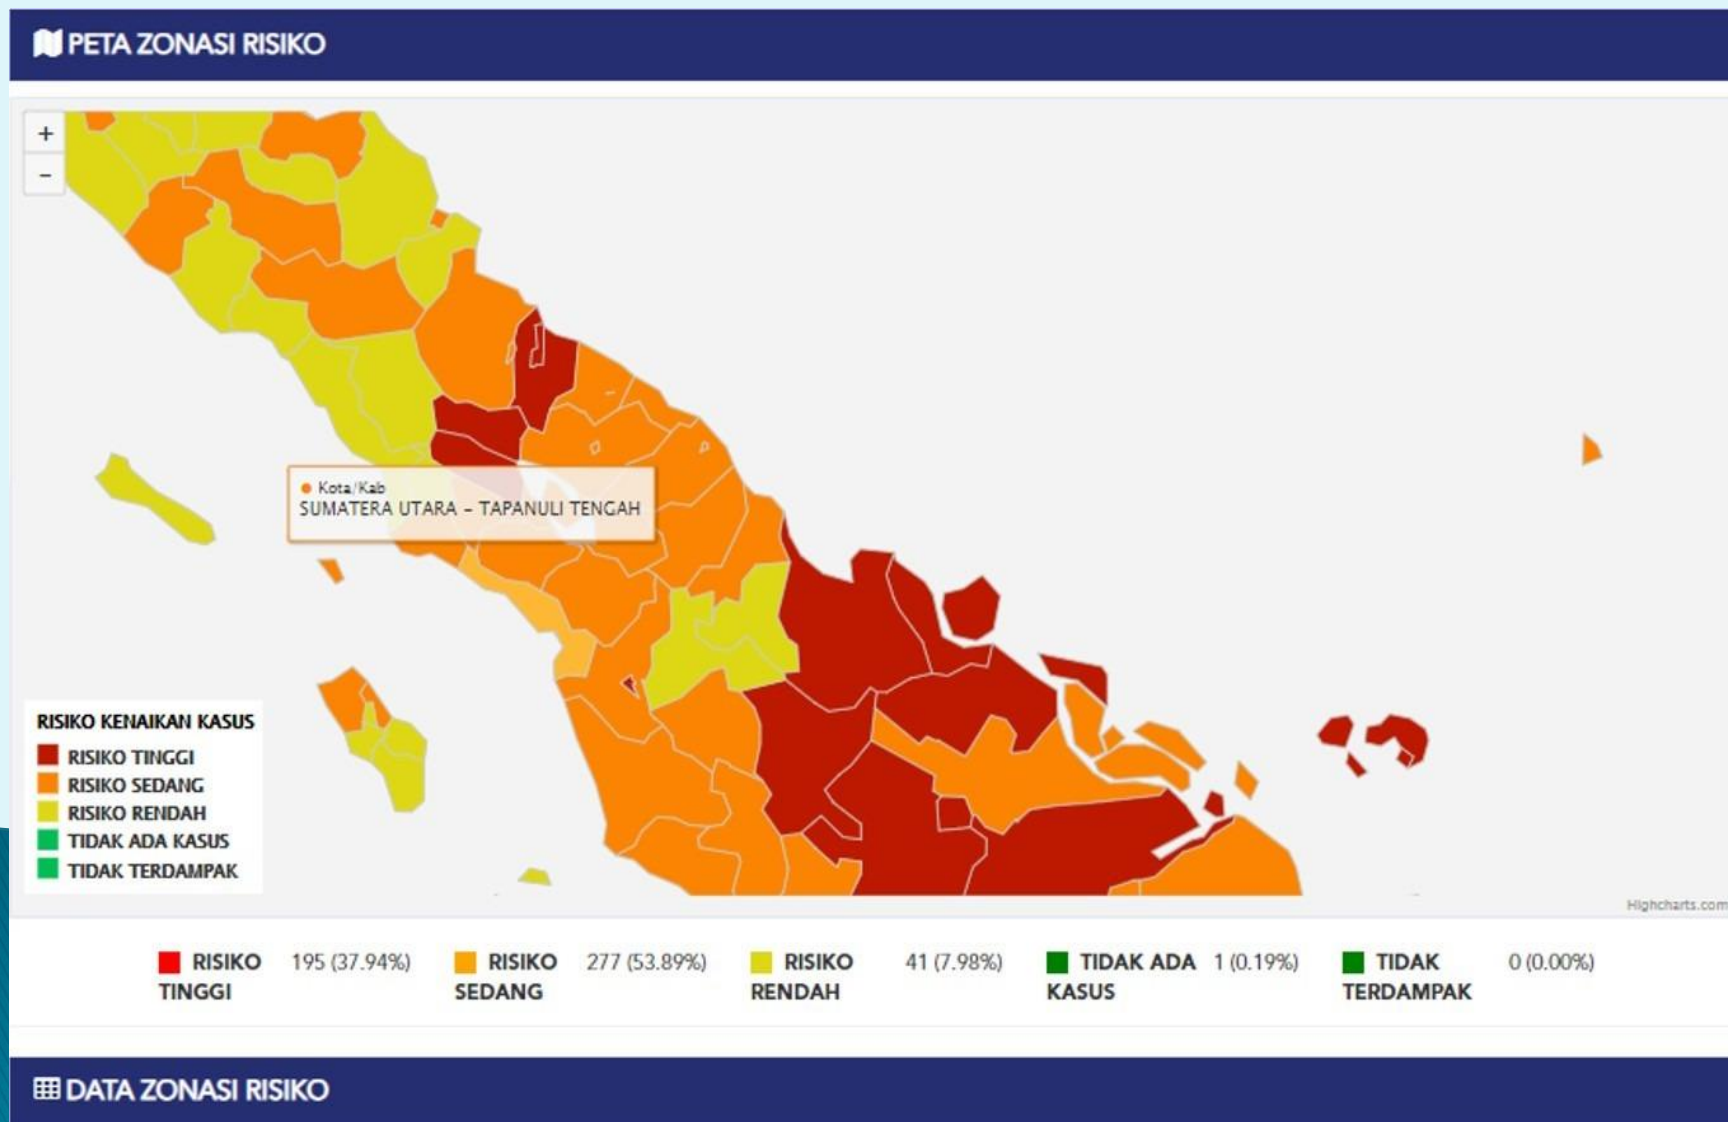 PETA ZONASI RISIKO
+
-
Kota/Kab
SUMATERA UTARA – TAPANULI TENGAH
RISIKO KENAIKAN KASUS
RISIKO TINGGI
RISIKO SEDANG
RISIKO RENDAH
TIDAK ADA KASUS
TIDAK TERDAMPAK
Highcharts.com
RISIKO TINGGI 195 (37.94%)
RISIKO SEDANG 277 (53.89%)
RISIKO RENDAH 41 (7.98%)
TIDAK ADA KASUS 1 (0.19%)
TIDAK TERDAMPAK 0 (0.00%)
DATA ZONASI RISIKO